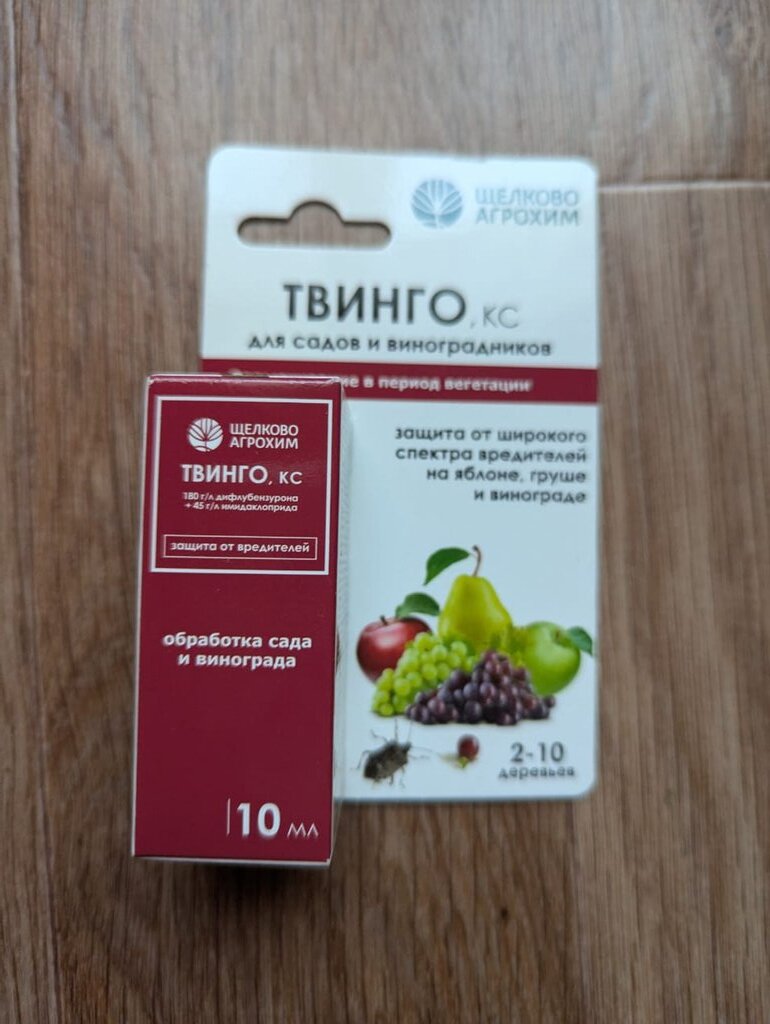 ЩЕЛКОВО
АГРОХИМ
ТВИНГО, КС
для садов и виноградников
в период вегетации
защита от широкого
спектра вредителей
на яблоне, груше
и винограде
2-10
деревьев
ЩЕЛКОВО
АГРОХИМ
ТВИНГО, КС
180 г/л дифлубензурона
+ 45 г/л имидаклоприда
защита от вредителей
обработка сада
и винограда
10 мл